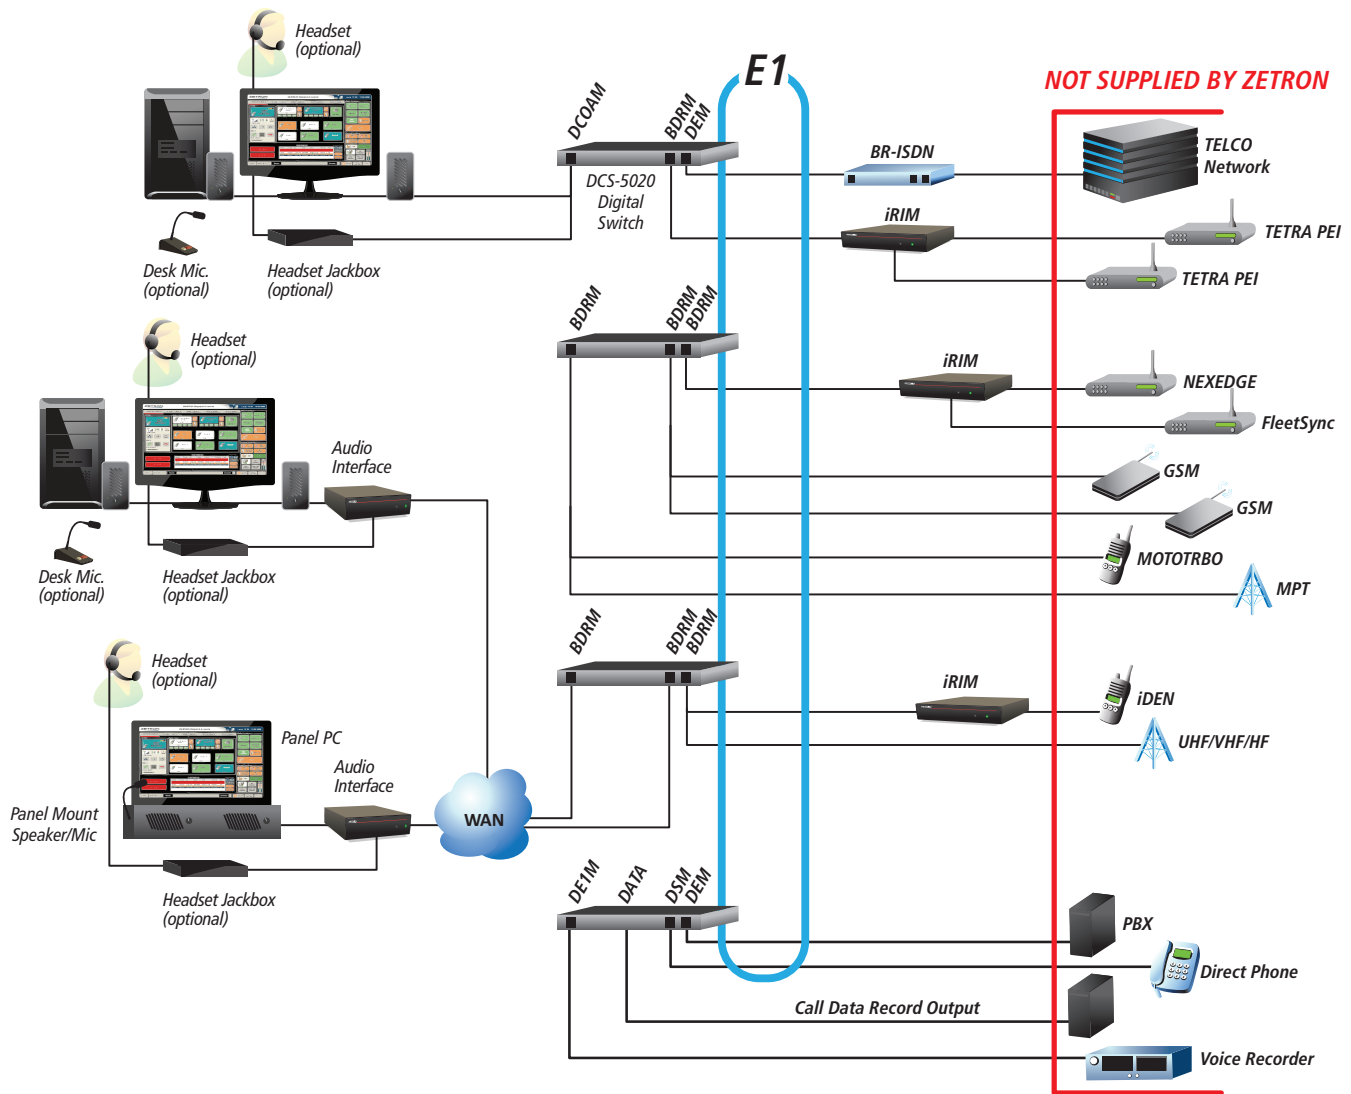 E1
NOT SUPPLIED BY ZETRON
Headset
(optional)
DCOAM
BDRM
DEM
DCS-5020
Digital
Switch
BR-ISDN
TELCO
Network
iRIM
TETRA PEI
TETRA PEI
Desk Mic.
(optional)
Headset Jackbox
(optional)
BDRM
BDRM
BDRM
Headset
(optional)
iRIM
NEXEDGE
FleetSync
Audio
Interface
GSM
GSM
MOTOTRBO
MPT
Desk Mic.
(optional)
Headset Jackbox
(optional)
BDRM
BDRM
BDRM
Headset
(optional)
iRIM
iDEN
UHF/VHF/HF
Panel PC
Audio
Interface
Panel Mount
Speaker/Mic
WAN
Headset Jackbox
(optional)
DE1M
DATA
DSM
DEM
PBX
Direct Phone
Call Data Record Output
Voice Recorder